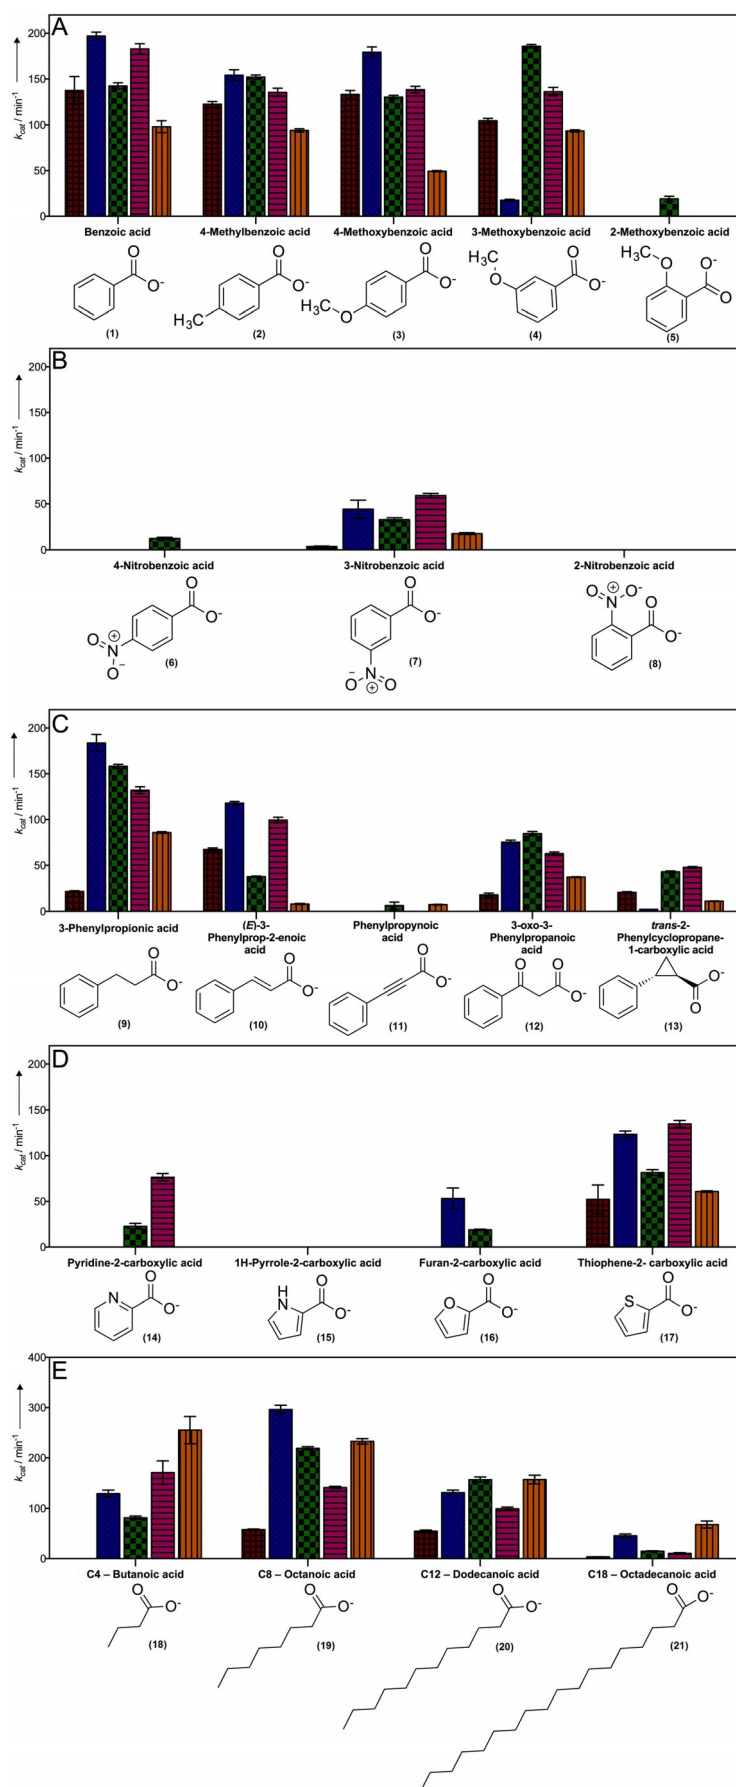 A
kcat / min-1
200
150
100
50
0
Benzoic acid
4-Methylbenzoic acid
4-Methoxybenzoic acid
3-Methoxybenzoic acid
2-Methoxybenzoic acid
O
O-
(1)
O
O-
H3C
(2)
O
O-
H3C
O
(3)
CH3
O
O
O-
(4)
CH3
O
O-
O
(5)
B
kcat / min-1
200
150
100
50
0
4-Nitrobenzoic acid
3-Nitrobenzoic acid
2-Nitrobenzoic acid
O
O-
O
N
+
O
−
(6)
O
O-
−
O
N
+
O
(7)
O
N
+
O-
O
O-
(8)
C
kcat / min-1
200
150
100
50
0
3-Phenylpropionic acid
(E)-3-
Phenylprop-2-enoic
acid
Phenylpropynoic
acid
3-oxo-3-
Phenylpropanoic
acid
trans-2-
Phenylcyclopropane-
1-carboxylic acid
O
O-
(9)
O
O-
(10)
O
O-
(11)
O
O
O-
(12)
O-
O
(13)
D
kcat / min-1
200
150
100
50
0
Pyridine-2-carboxylic acid
1H-Pyrrole-2-carboxylic acid
Furan-2-carboxylic acid
Thiophene-2- carboxylic acid
N
O
O-
(14)
H
N
O
O-
(15)
O
O
O-
(16)
S
O
O-
(17)
E
kcat / min-1
400
300
200
100
0
C4 – Butanoic acid
C8 – Octanoic acid
C12 – Dodecanoic acid
C18 – Octadecanoic acid
O
O-
(18)
O
O-
(19)
O
O-
(20)
O
O-
(21)